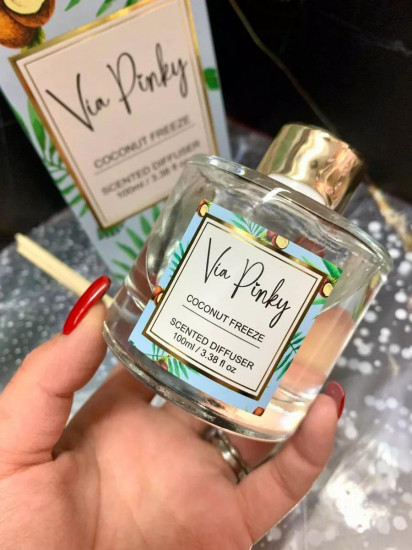 Via Pinky
COCONUT FREEZE
SCENTED DIFFUSER
100ml / 3.38 fl oz
Via Pinky
COCONUT FREEZE
SCENTED DIFFUSER
100ml / 3.38 fl oz